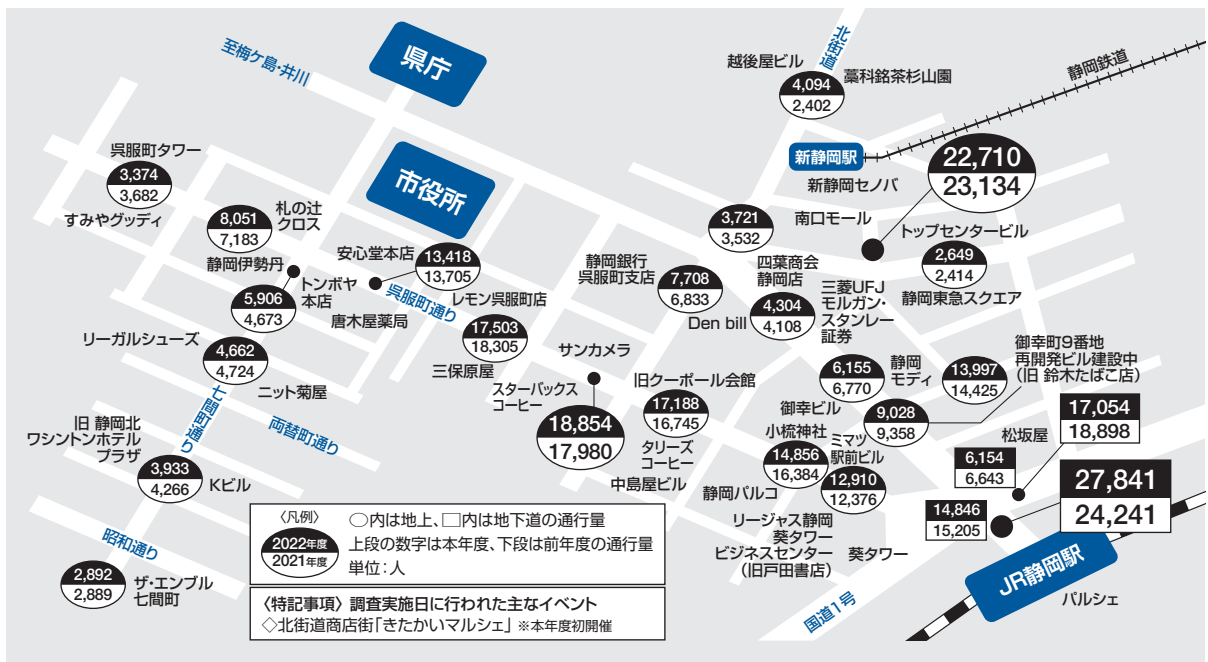 県庁
至梅ケ島・井川
北街道
越後屋ビル
4,094
2,402
藁科銘茶杉山園
静岡鉄道
新静岡駅
新静岡セノバ
22,710
23,134
呉服町タワー
3,374
3,682
すみやグッディ
市役所
8,051
7,183
札の辻
クロス
静岡伊勢丹
安心堂本店
13,418
13,705
3,721
3,532
南口モール
トップセンタービル
2,649
2,414
静岡東急スクエア
静岡銀行
呉服町支店
7,708
6,833
四葉商会
静岡店
4,304
4,108
Den bill
三菱UFJ
モルガン・
スタンレー
証券
5,906
4,673
トンボヤ
本店
唐木屋薬局
呉服町通り
レモン呉服町店
17,503
18,305
三保原屋
リーガルシューズ
4,662
4,724
ニット菊屋
七間町通り
両替町通り
サンカメラ
スターバックス
コーヒー
18,854
17,980
旧クーポール会館
17,188
16,745
タリーズ
コーヒー
中島屋ビル
6,155
6,770
静岡
モディ
13,997
14,425
御幸町9番地
再開発ビル建設中
(旧 鈴木たばこ店)
御幸ビル
9,028
9,358
17,054
18,898
松坂屋
6,154
6,643
小梳神社
14,856
16,384
ミマツ
駅前ビル
12,910
12,376
静岡パルコ
27,841
24,241
14,846
15,205
リージャス静岡
葵タワー
ビジネスセンター
(旧戸田書店)
葵タワー
JR静岡駅
パルシェ
国道1号
旧 静岡北
ワシントンホテル
プラザ
3,933
4,266
Kビル
昭和通り
2,892
2,889
ザ・エンブル
七間町
〈凡例〉
2022年度
2021年度
○内は地上、□内は地下道の通行量
上段の数字は本年度、下段は前年度の通行量
単位：人
〈特記事項〉 調査実施日に行われた主なイベント
◇北街道商店街「きたかいマルシェ」 ※本年度初開催